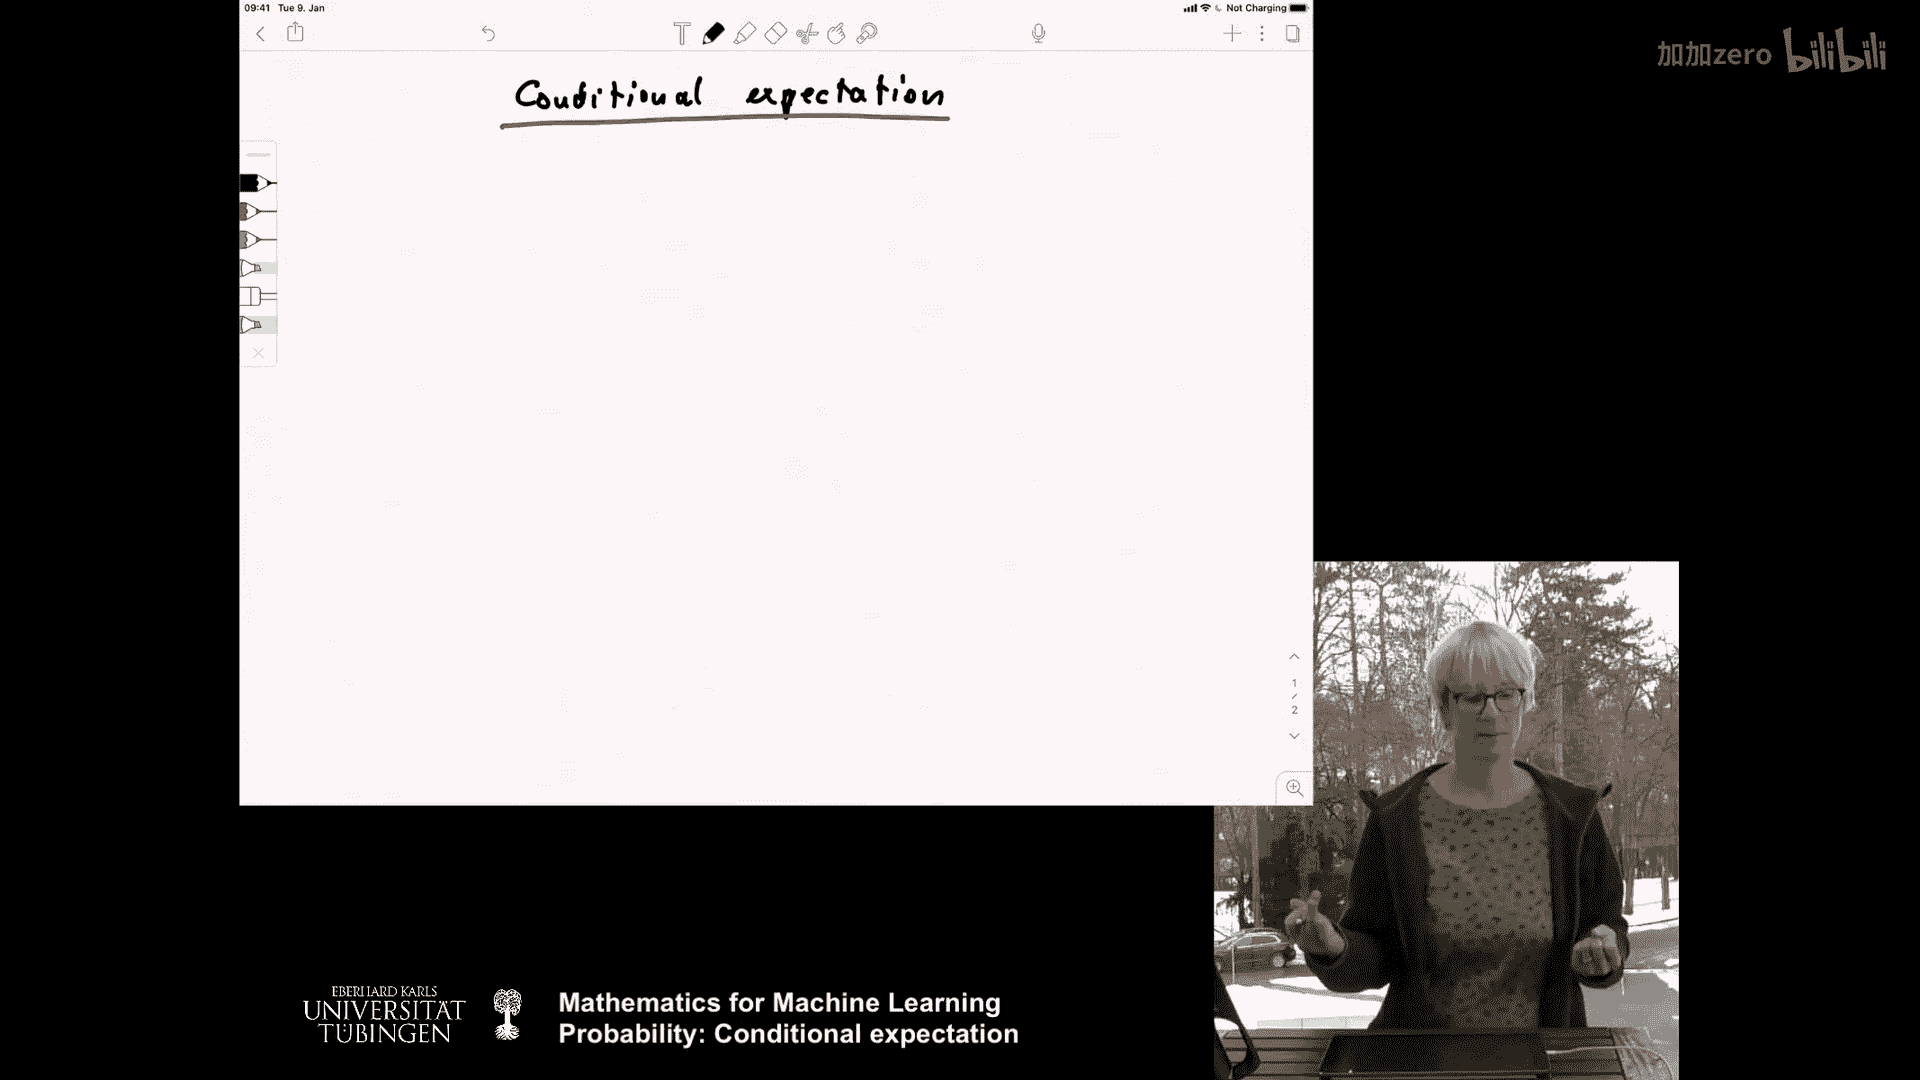 09:41 Tue 9. Jan
Not Charging
T
加加zero bilibili
Conditional expectation
1
/
2
EBERHARD KARLS
UNIVERSITÄT
TÜBINGEN
Mathematics for Machine Learning
Probability: Conditional expectation